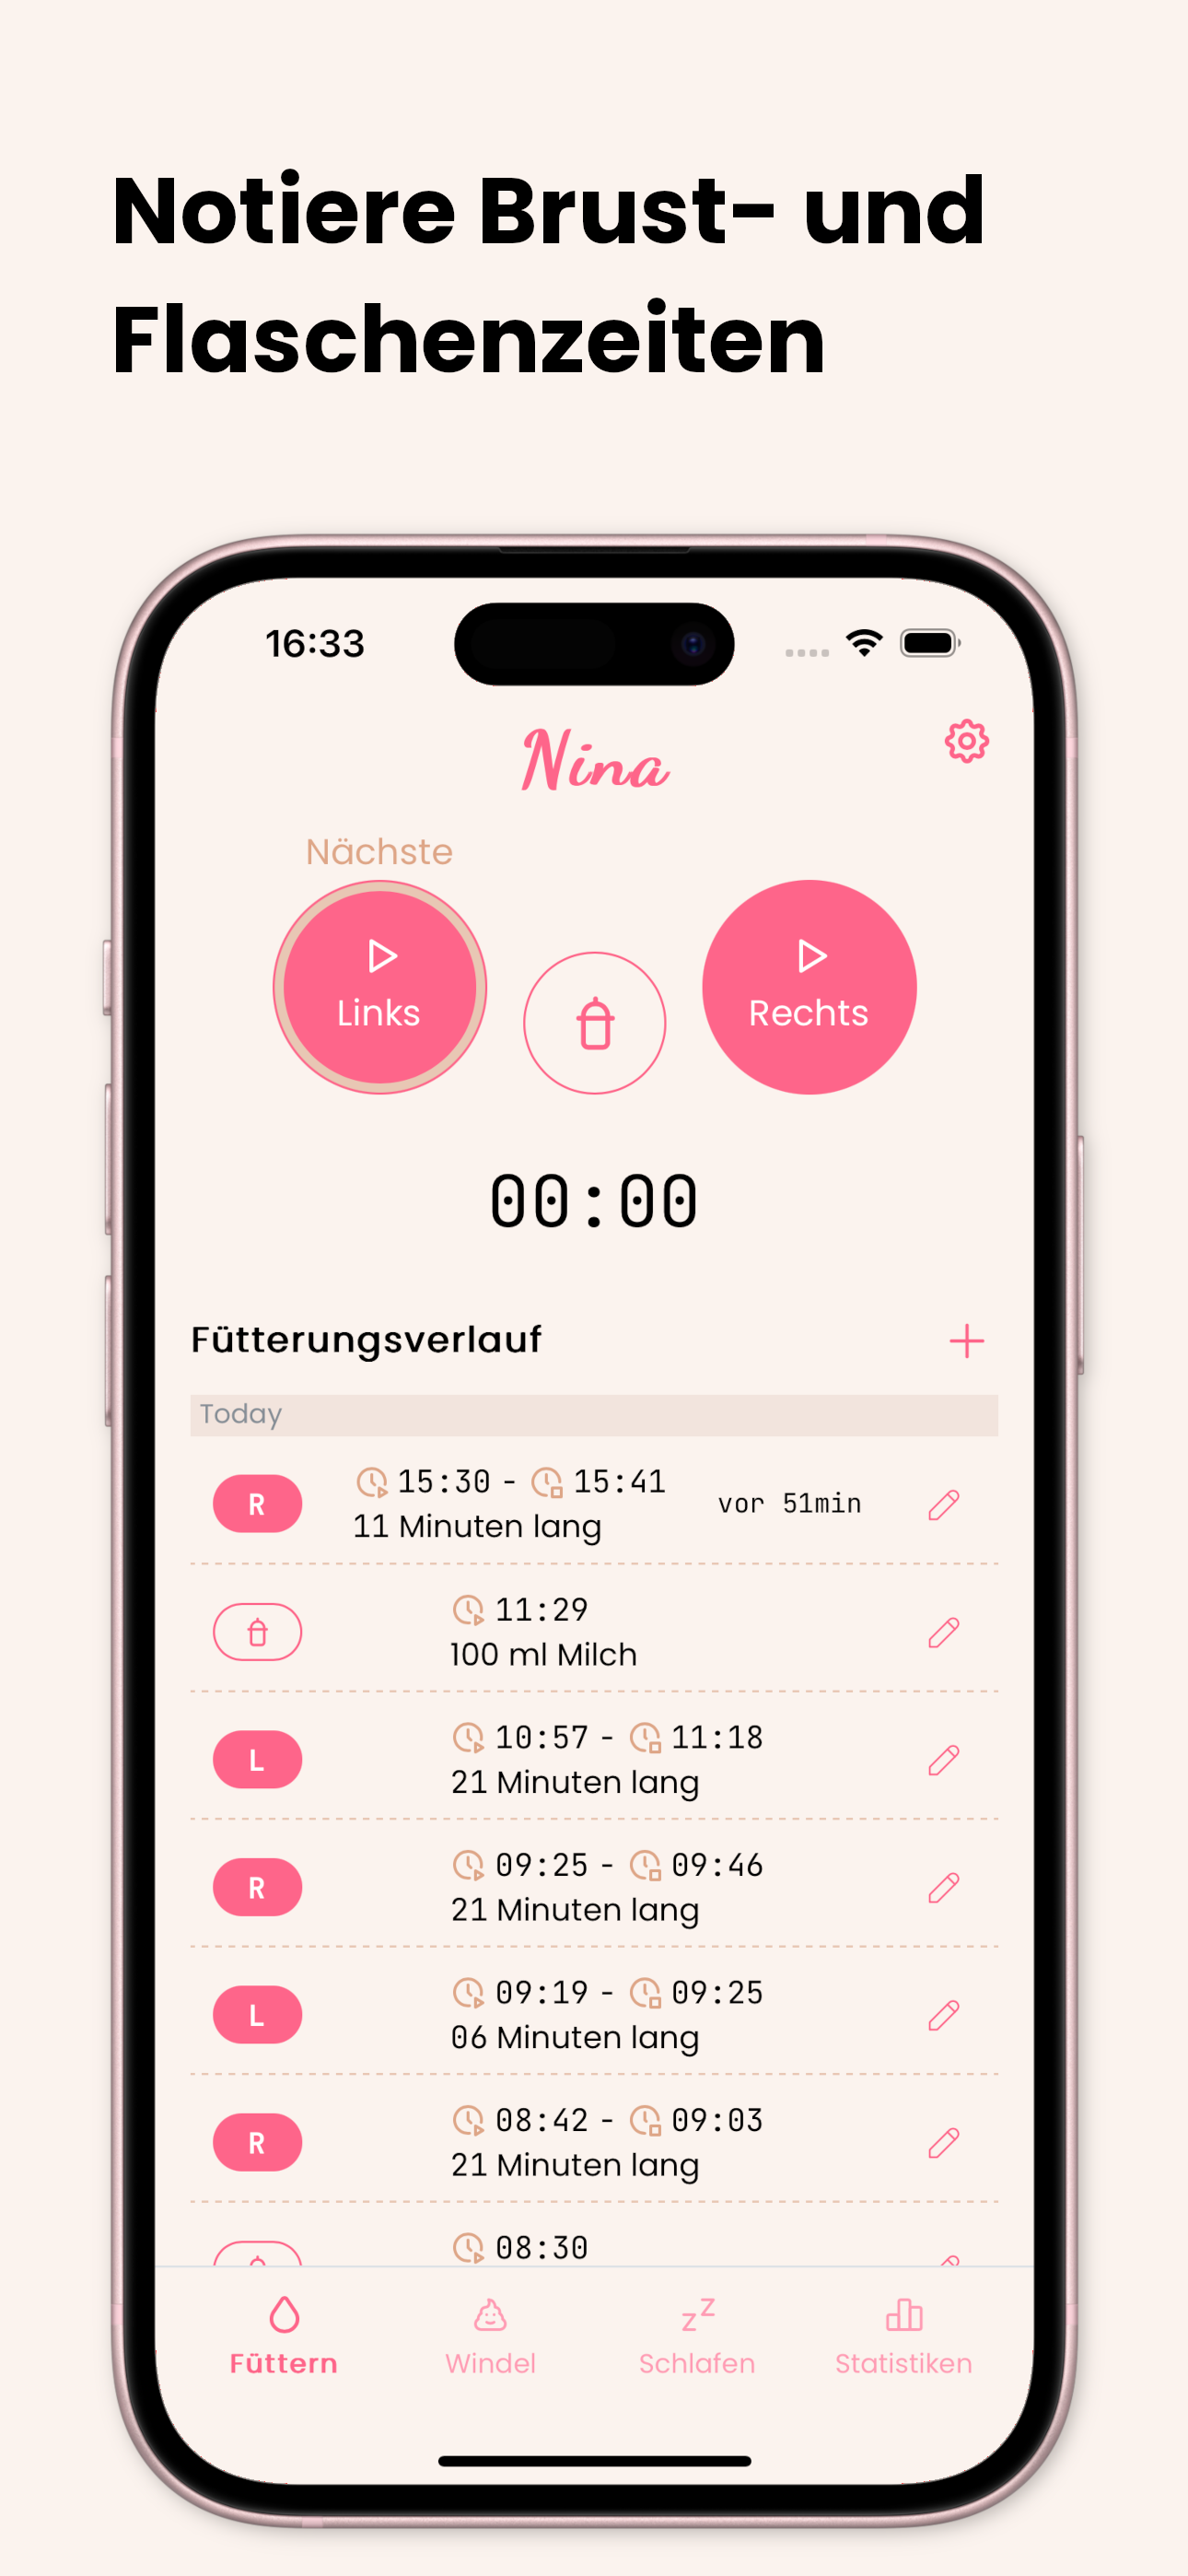 Notiere Brust- und
Flaschenzeiten
16:33
Nina
Nächste
Links
Rechts
00:00
Fütterungsverlauf
Today
R
15:30 - 15:41
11 Minuten lang
vor 51min
11:29
100 ml Milch
L
10:57 - 11:18
21 Minuten lang
R
09:25 - 09:46
21 Minuten lang
L
09:19 - 09:25
06 Minuten lang
R
08:42 - 09:03
21 Minuten lang
08:30
Füttern
Windel
zz Schlafen
Statistiken